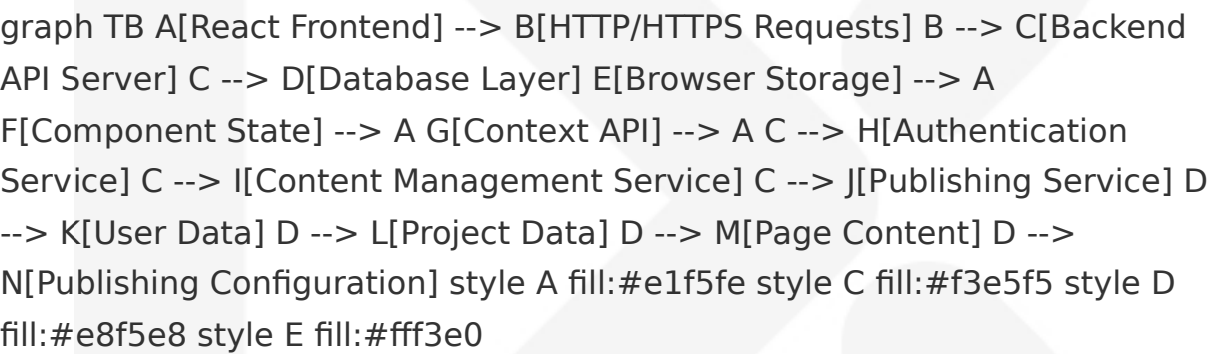 graph TB A[React Frontend] --> B[HTTP/HTTPS Requests] B --> C[Backend
API Server] C --> D[Database Layer] E[Browser Storage] --> A
F[Component State] --> A G[Context API] --> A C --> H[Authentication
Service] C --> I[Content Management Service] C --> J[Publishing Service] D
--> K[User Data] D --> L[Project Data] D --> M[Page Content] D -->
N[Publishing Configuration] style A fill:#e1f5fe style C fill:#f3e5f5 style D
fill:#e8f5e8 style E fill:#fff3e0